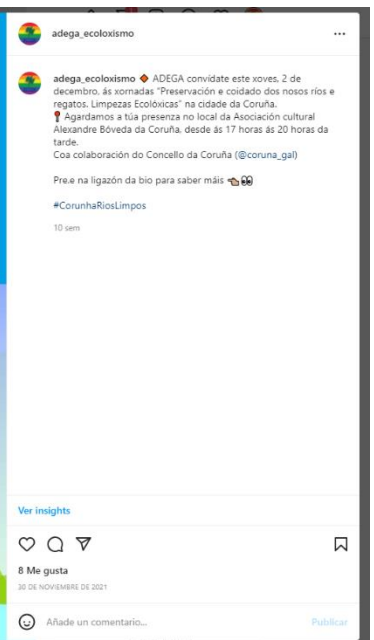 adega_ecoloxismo
adega_ecoloxismo ADEGA convídate este xoves, 2 de
decembro, ás xornadas "Preservación e coidado dos nosos ríos e
regatos. Limpezas Ecolóxicas" na cidade da Coruña.
Agardamos a túa presenza no local da Asociación cultural
Alexandre Bóveda da Coruña, desde ás 17 horas ás 20 horas da
tarde.
Coa colaboración do Concello da Coruña (@coruna_gal)
Pre.e na ligazón da bio para saber máis
#CorunhaRiosLimpos
10 sem
Ver insights
8 Me gusta
30 DE NOVIEMBRE DE 2021
Añade un comentario...
Publicar